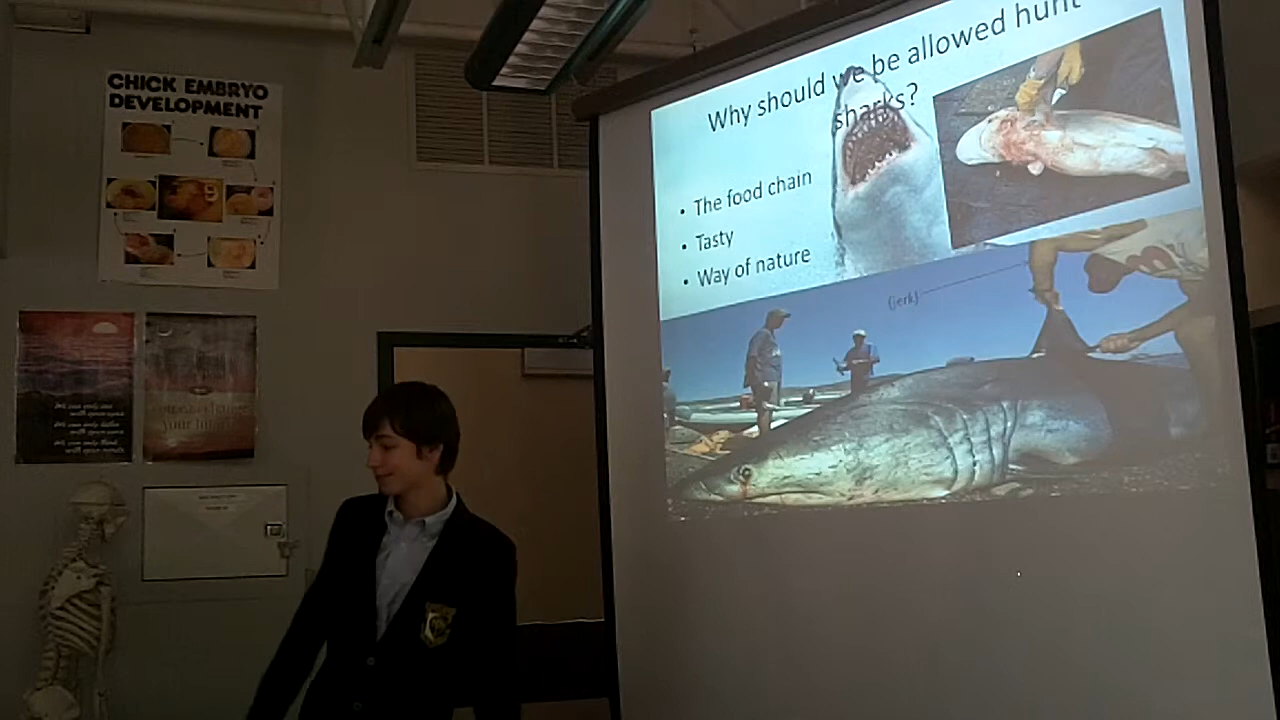 CHICK EMBRYO
DEVELOPMENT
Why should we be allowed hunt
sharks?
• The food chain
• Tasty
• Way of nature
(jerk)